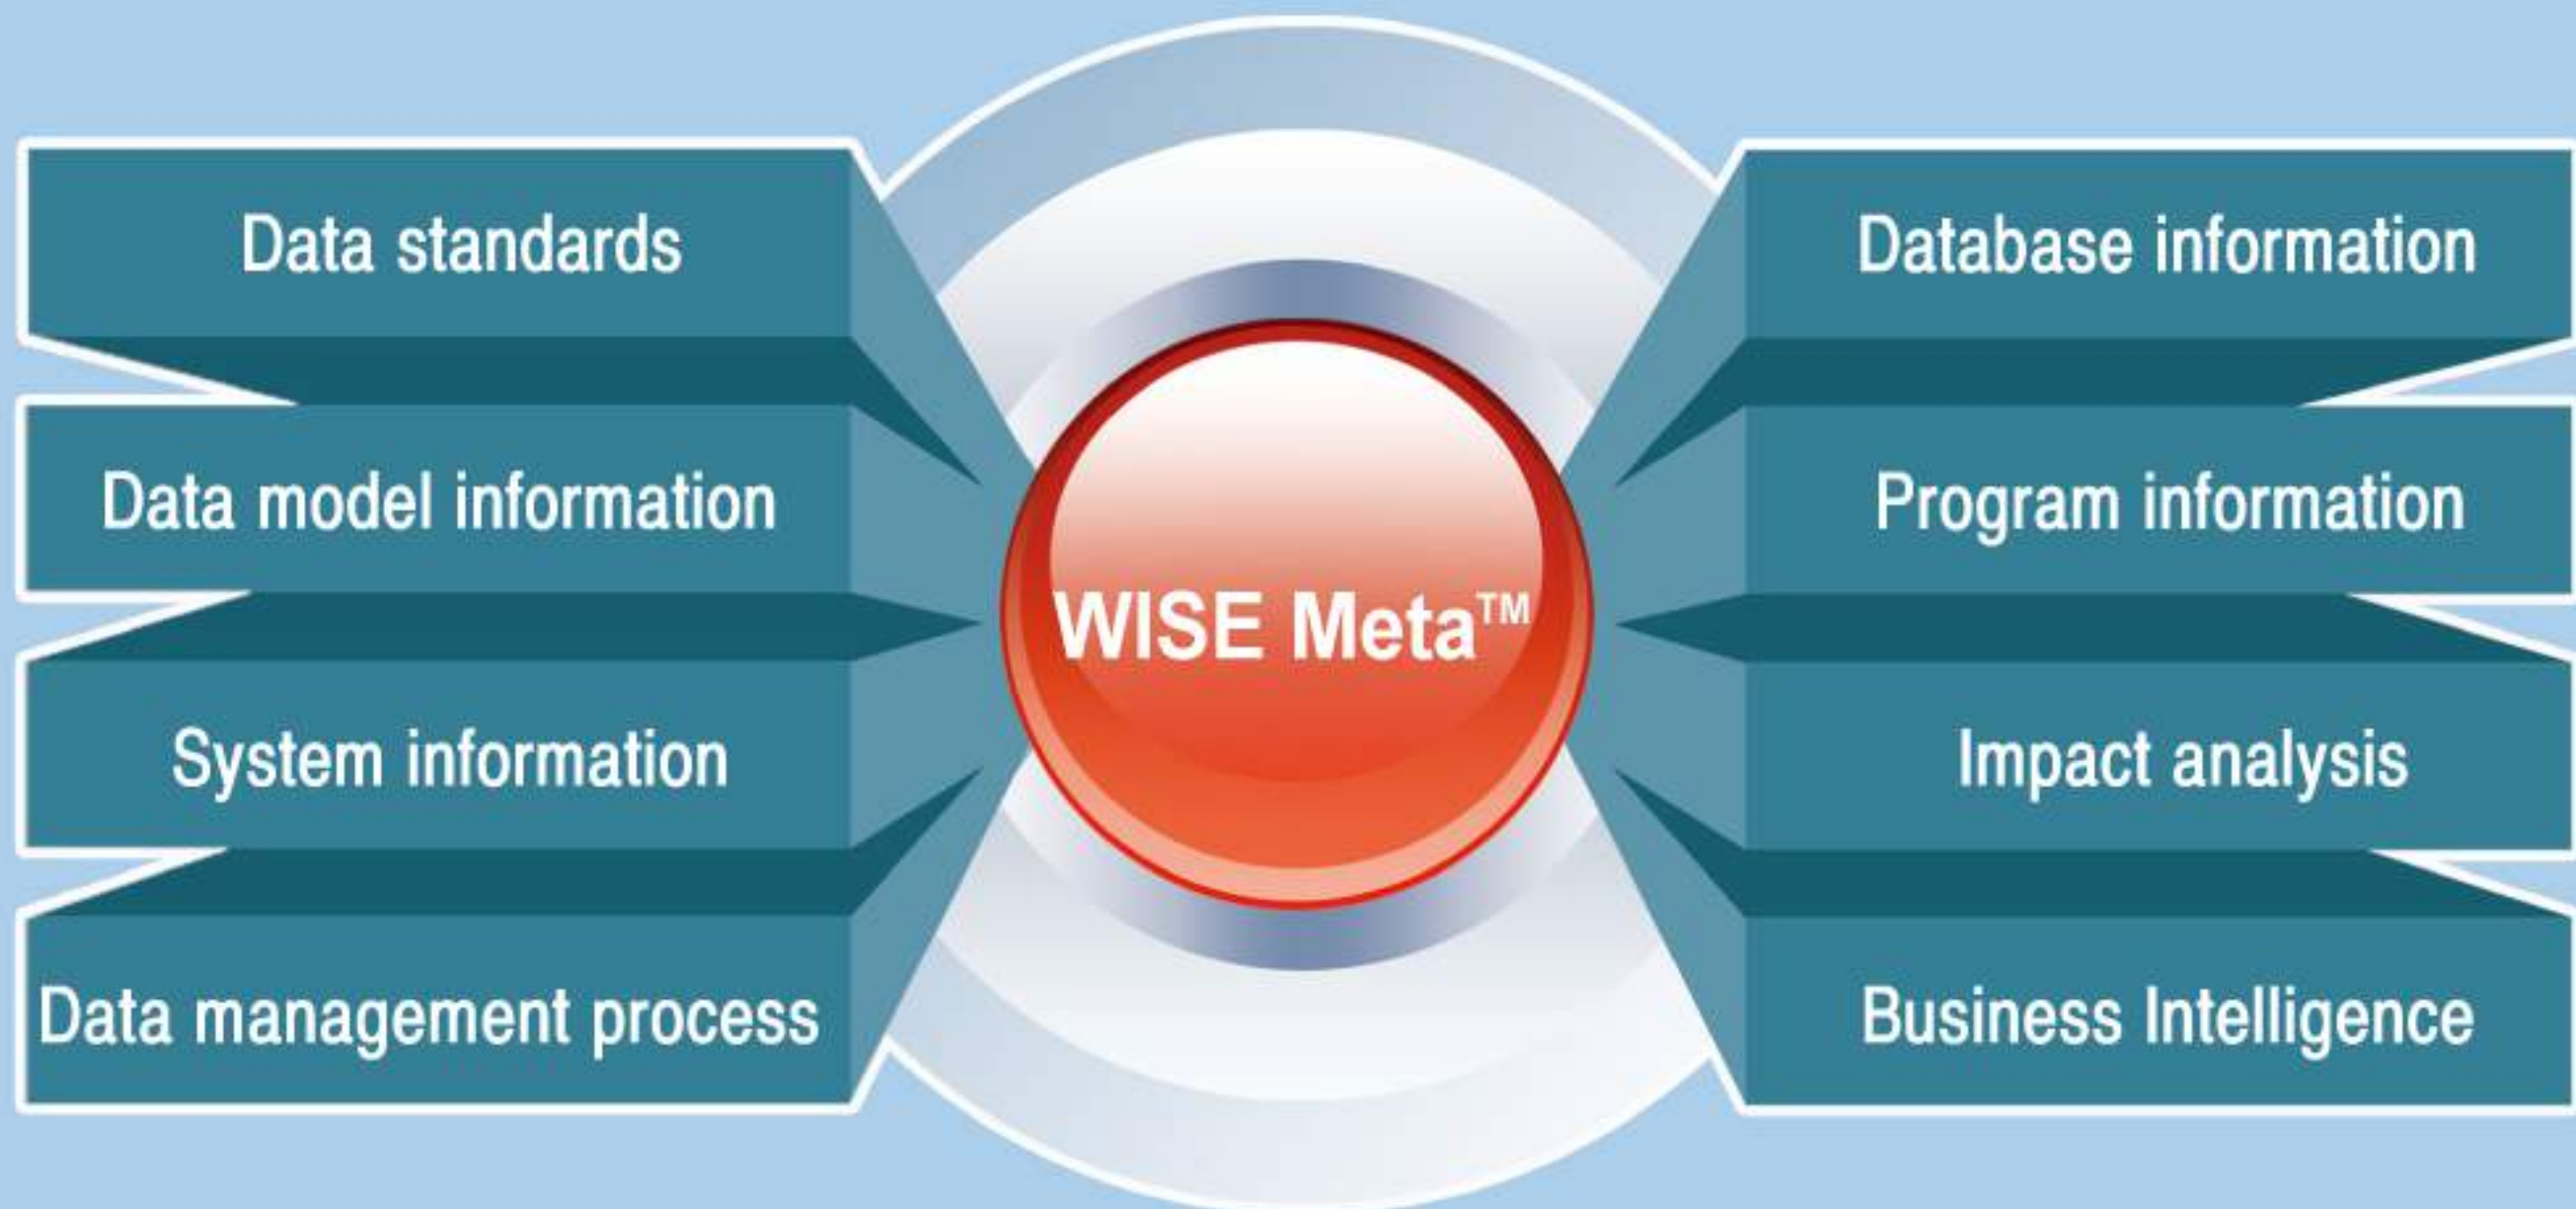 Data standards
Data model information
System information
Data management process
WISE Meta™
Database information
Program information
Impact analysis
Business Intelligence